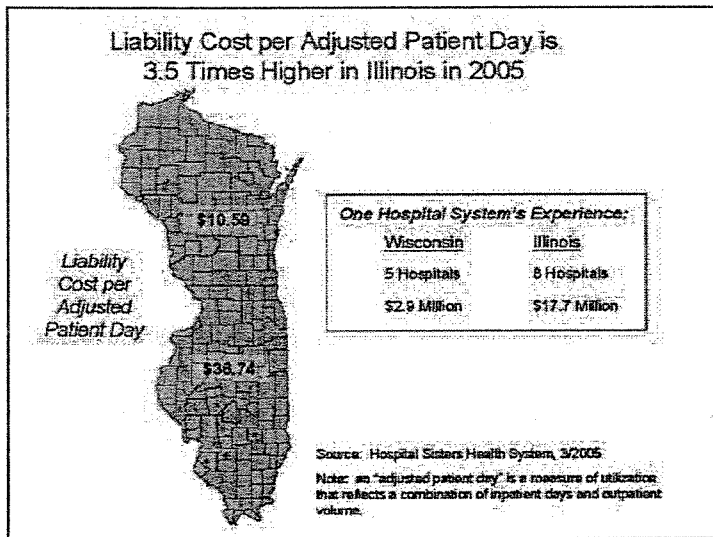 Liability Cost per Adjusted Patient Day is
3.5 Times Higher in Illinois in 2005
$10.59
Liability
Cost per
Adjusted
Patient Day
$36.74
One Hospital System's Experience:
Wisconsin Illinois
5 Hospitals 8 Hospitals
$2.9 Million $17.7 Million
Source: Hospital Sisters Health System, 3/2005
Note: an "adjusted patient day" is a measure of utilization
that reflects a combination of inpatient days and outpatient
volume.